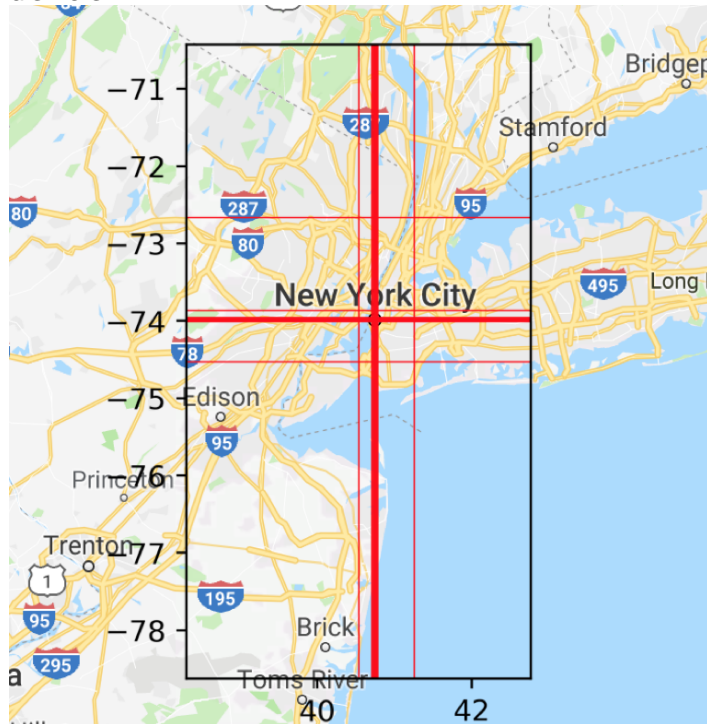 Bridgep
−71
287
Stamford
−72
80
287
95
−73
80
495
Long
New York City
−74
78
−75
Edison
95
−76
Princeton
Trenton
−77
1
195
95
−78
Brick
295
a
Toms River
40
42